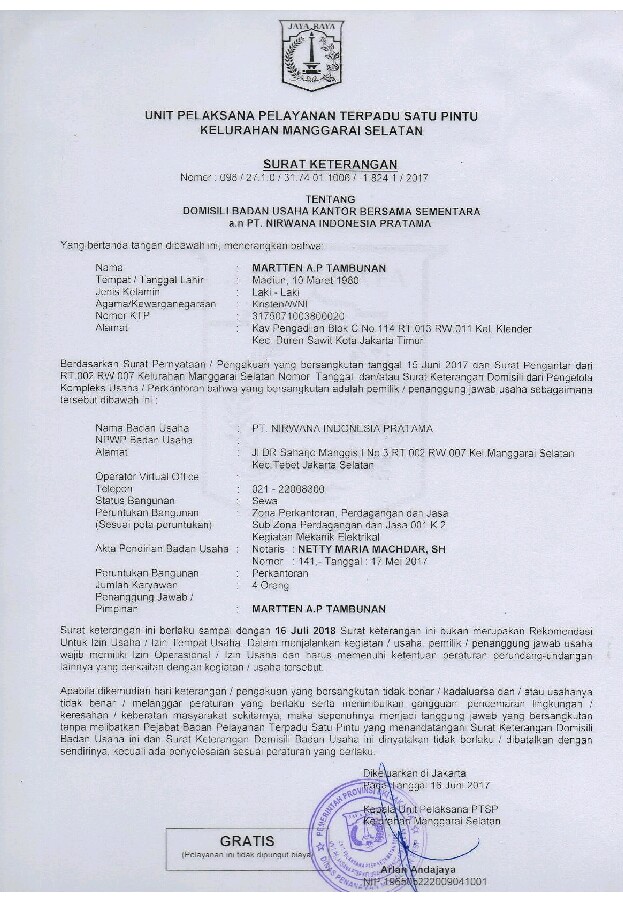 JAYA RAYA
UNIT PELAKSANA PELAYANAN TERPADU SATU PINTU
KELURAHAN MANGGARAI SELATAN
SURAT KETERANGAN
Nomor : 098 / 27.1.0 / 31.74.01.1006 / -1.824.1 / 2017
TENTANG
DOMISILI BADAN USAHA KANTOR BERSAMA SEMENTARA
a.n PT. NIRWANA INDONESIA PRATAMA
Yang bertanda tangan dibawah ini, menerangkan bahwa
Nama : MARTTEN A.P TAMBUNAN
Tempat / Tanggal Lahir : Madiun, 10 Maret 1980
Jenis Kelamin : Laki - Laki
Agama/Kewarganegaraan : Kristen/WNI
Nomor KTP : 3175071003800020
Alamat : Kav Pengadilan Blok C No.114 RT.013 RW.011 Kel. Klender
Kec. Duren Sawit Kota Jakarta Timur
Berdasarkan Surat Pernyataan / Pengakuan yang bersangkutan tanggal 15 Juni 2017 dan Surat Pengantar dari
RT.002 RW.007 Kelurahan Manggarai Selatan Nomor Tanggal dan/atau Surat Keterangan Domisili dari Pengelola
Kompleks Usaha / Perkantoran bahwa yang bersangkutan adalah pemilik / penanggung jawab usaha sebagaimana
tersebut dibawah ini :
Nama Badan Usaha : PT. NIRWANA INDONESIA PRATAMA
NPWP Badan Usaha :
Alamat : Jl DR Saharjo Manggis I No 3 RT.002 RW.007 Kel Manggarai Selatan
Kec.Tebet Jakarta Selatan
Operator Virtual Office :
Telepon : 021 - 22008800
Status Bangunan : Sewa
Peruntukan Bangunan : Zona Perkantoran, Perdagangan dan Jasa
(Sesuai peta peruntukan) Sub Zona Perdagangan dan Jasa 001 K.2
Kegiatan Mekanik Elektrikal
Akta Pendirian Badan Usaha : Notaris : NETTY MARIA MACHDAR, SH
Nomor : 141,- Tanggal : 17 Mei 2017
Peruntukan Bangunan : Perkantoran
Jumlah Karyawan : 4 Orang
Penanggung Jawab /
Pimpinan : MARTTEN A.P TAMBUNAN
Surat keterangan ini berlaku sampai dengan 16 Juli 2018 Surat keterangan ini bukan merupakan Rekomendasi
Untuk Izin Usaha / Izin Tempat Usaha. Dalam menjalankan kegiatan / usaha, pemilik / penanggung jawab usaha
wajib memiliki Izin Operasional / Izin Usaha dan harus memenuhi ketentuan peraturan perundang-undangan
lainnya yang berkaitan dengan kegiatan / usaha tersebut.
Apabila dikemudian hari keterangan / pengakuan yang bersangkutan tidak benar / kadaluarsa dan / atau usahanya
tidak benar / melanggar peraturan yang berlaku serta menimbulkan gangguan, pencemaran lingkungan /
keresahan / keberatan masyarakat sekitarnya, maka sepenuhnya menjadi tanggung jawab yang bersangkutan
tanpa melibatkan Pejabat Badan Pelayanan Terpadu Satu Pintu yang menandatangani Surat Keterangan Domisili
Badan Usaha ini dan Surat Keterangan Domisili Badan Usaha ini dinyatakan tidak berlaku / dibatalkan dengan
sendirinya, kecuali ada penyelesaian sesuai peraturan yang berlaku.
Dikeluarkan di Jakarta
Pada Tanggal 16 Juni 2017
Kepala Unit Pelaksana PTSP
Kelurahan Manggarai Selatan
PEMERINTAH PROVINSI
GRATIS
(Pelayanan ini tidak dipungut biaya)
Arlan Andajaya
NIP 196505222009041001